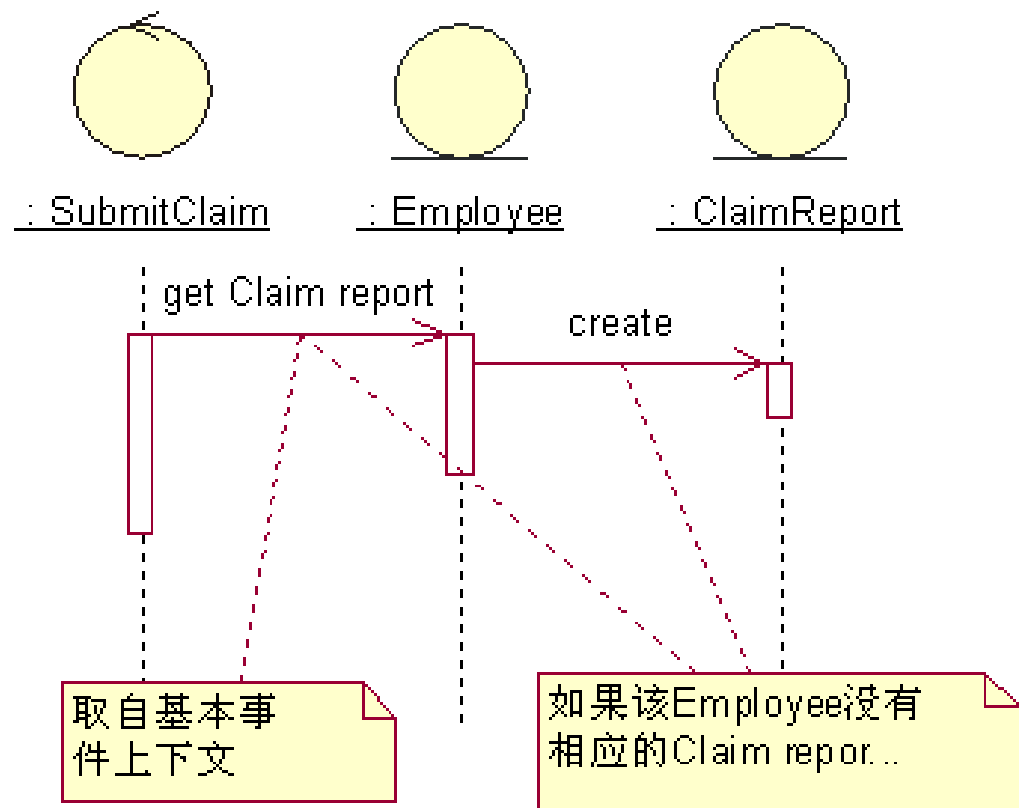 : SubmitClaim
: Employee
: ClaimReport
get Claim report
create
取自基本事
件上下文
如果该Employee没有
相应的Claim repor...